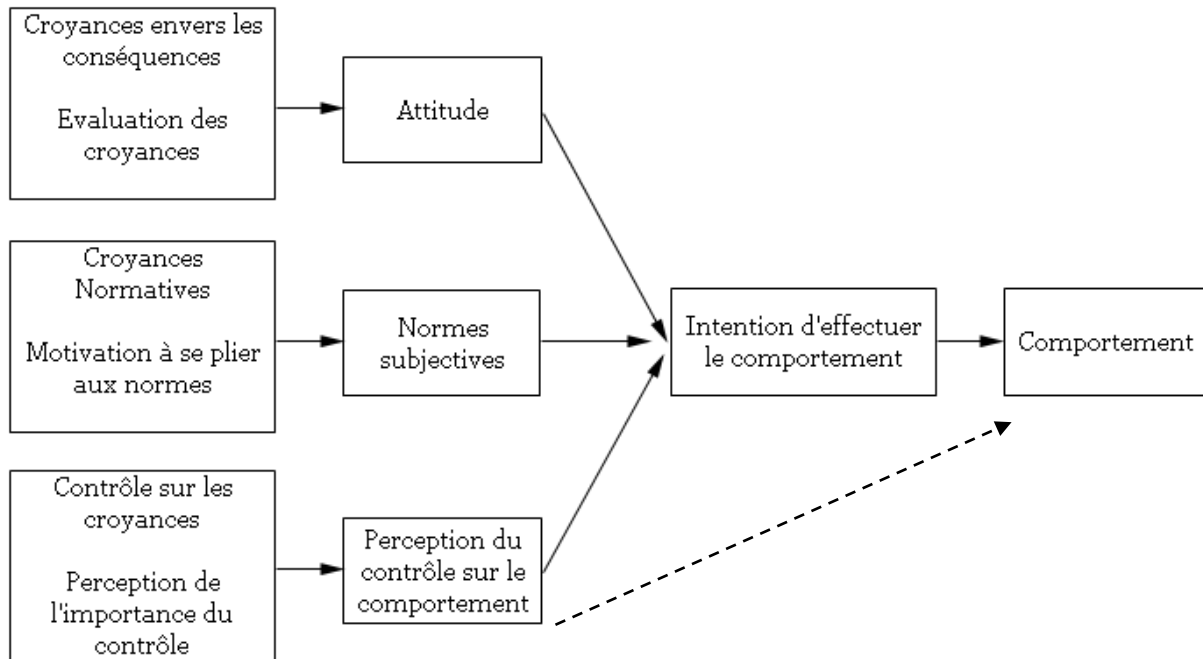 Croyances envers les
conséquences
Evaluation des
croyances
Attitude
Croyances
Normatives
Motivation à se plier
aux normes
Normes
subjectives
Intention d'effectuer
le comportement
Comportement
Contrôle sur les
croyances
Perception de
l'importance du
contrôle
Perception du
contrôle sur le
comportement